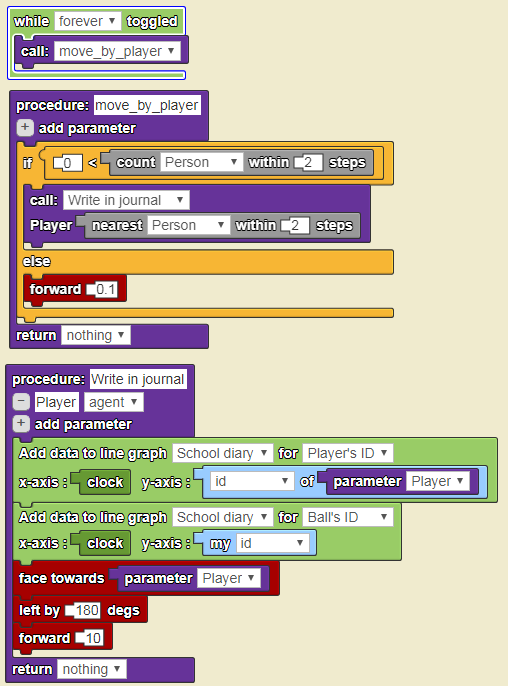 while forever toggled
call: move_by_player
procedure: move_by_player
+ add parameter
if 0 < count Person within 2 steps
call: Write in journal
Player nearest Person within 2 steps
else
forward 0.1
return nothing
procedure: Write in journal
− Player agent
+ add parameter
Add data to line graph School diary for Player's ID
x-axis : clock y-axis : id of parameter Player
Add data to line graph School diary for Ball's ID
x-axis : clock y-axis : my id
face towards parameter Player
left by 180 degs
forward 10
return nothing